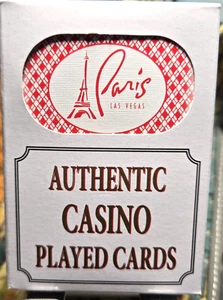 Paris
LAS VEGAS
AUTHENTIC
CASINO
PLAYED CARDS